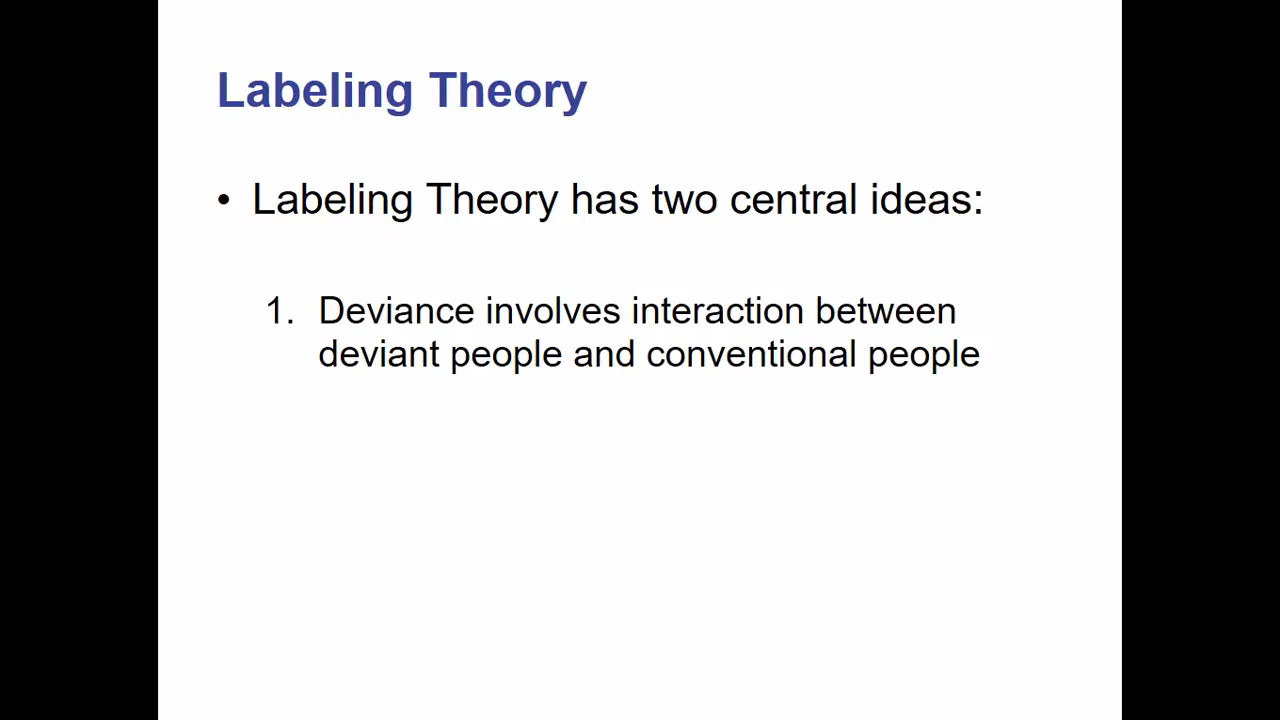 Labeling Theory
• Labeling Theory has two central ideas:
1. Deviance involves interaction between
deviant people and conventional people